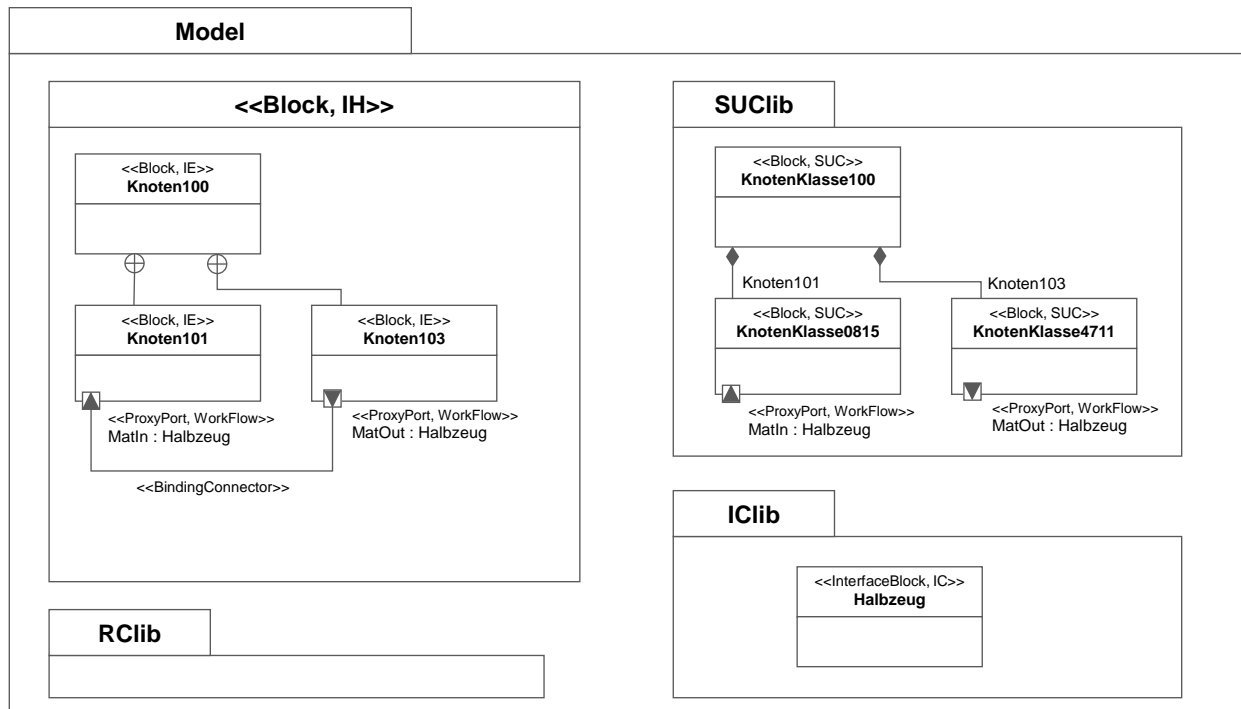 Model
<<Block, IH>>
<<Block, IE>>
Knoten100
<<Block, IE>>
Knoten101
<<Block, IE>>
Knoten103
<<ProxyPort, WorkFlow>>
MatIn : Halbzeug
<<ProxyPort, WorkFlow>>
MatOut : Halbzeug
<<BindingConnector>>
RClib
SUClib
<<Block, SUC>>
KnotenKlasse100
Knoten101
Knoten103
<<Block, SUC>>
KnotenKlasse0815
<<Block, SUC>>
KnotenKlasse4711
<<ProxyPort, WorkFlow>>
MatIn : Halbzeug
<<ProxyPort, WorkFlow>>
MatOut : Halbzeug
IClib
<<InterfaceBlock, IC>>
Halbzeug